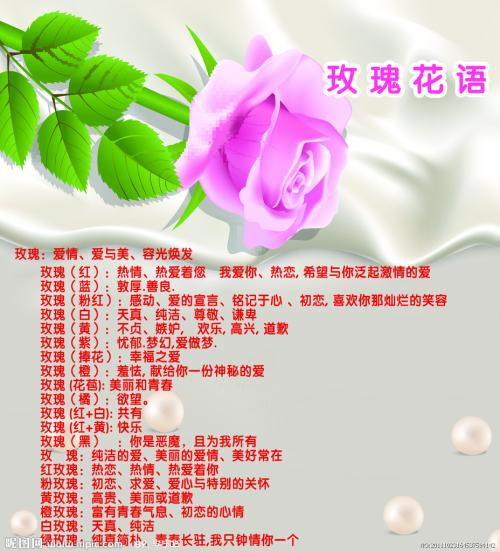 玫瑰花语
玫瑰：爱情、爱与美、容光焕发
玫瑰（红）：热情、热爱着您　我爱你、热恋, 希望与你泛起激情的爱
玫瑰（蓝）：敦厚.善良.
玫瑰（粉红）：感动、爱的宣言、铭记于心 、初恋, 喜欢你那灿烂的笑容
玫瑰（白）：天真、纯洁、尊敬、谦卑
玫瑰（黄）：不贞、嫉妒,　欢乐, 高兴, 道歉
玫瑰（紫）：忧郁.梦幻,爱做梦.
玫瑰（捧花）：幸福之爱
玫瑰（橙）：羞怯, 献给你一份神秘的爱
玫瑰 (花苞): 美丽和青春
玫瑰（橘）：欲望。
玫瑰 (红+白): 共有
玫瑰 (红+黄): 快乐
玫瑰（黑）　：你是恶魔，且为我所有
玫　瑰：纯洁的爱、美丽的爱情、美好常在
红玫瑰：热恋、热情、热爱着你
粉玫瑰：初恋、求爱、爱心与特别的关怀
黄玫瑰：高贵、美丽或道歉
橙玫瑰：富有青春气息、初恋的心情
白玫瑰：天真、纯洁
绿玫瑰：纯真简朴、青春长驻,我只钟情你一个
昵图网 www.nipic.com